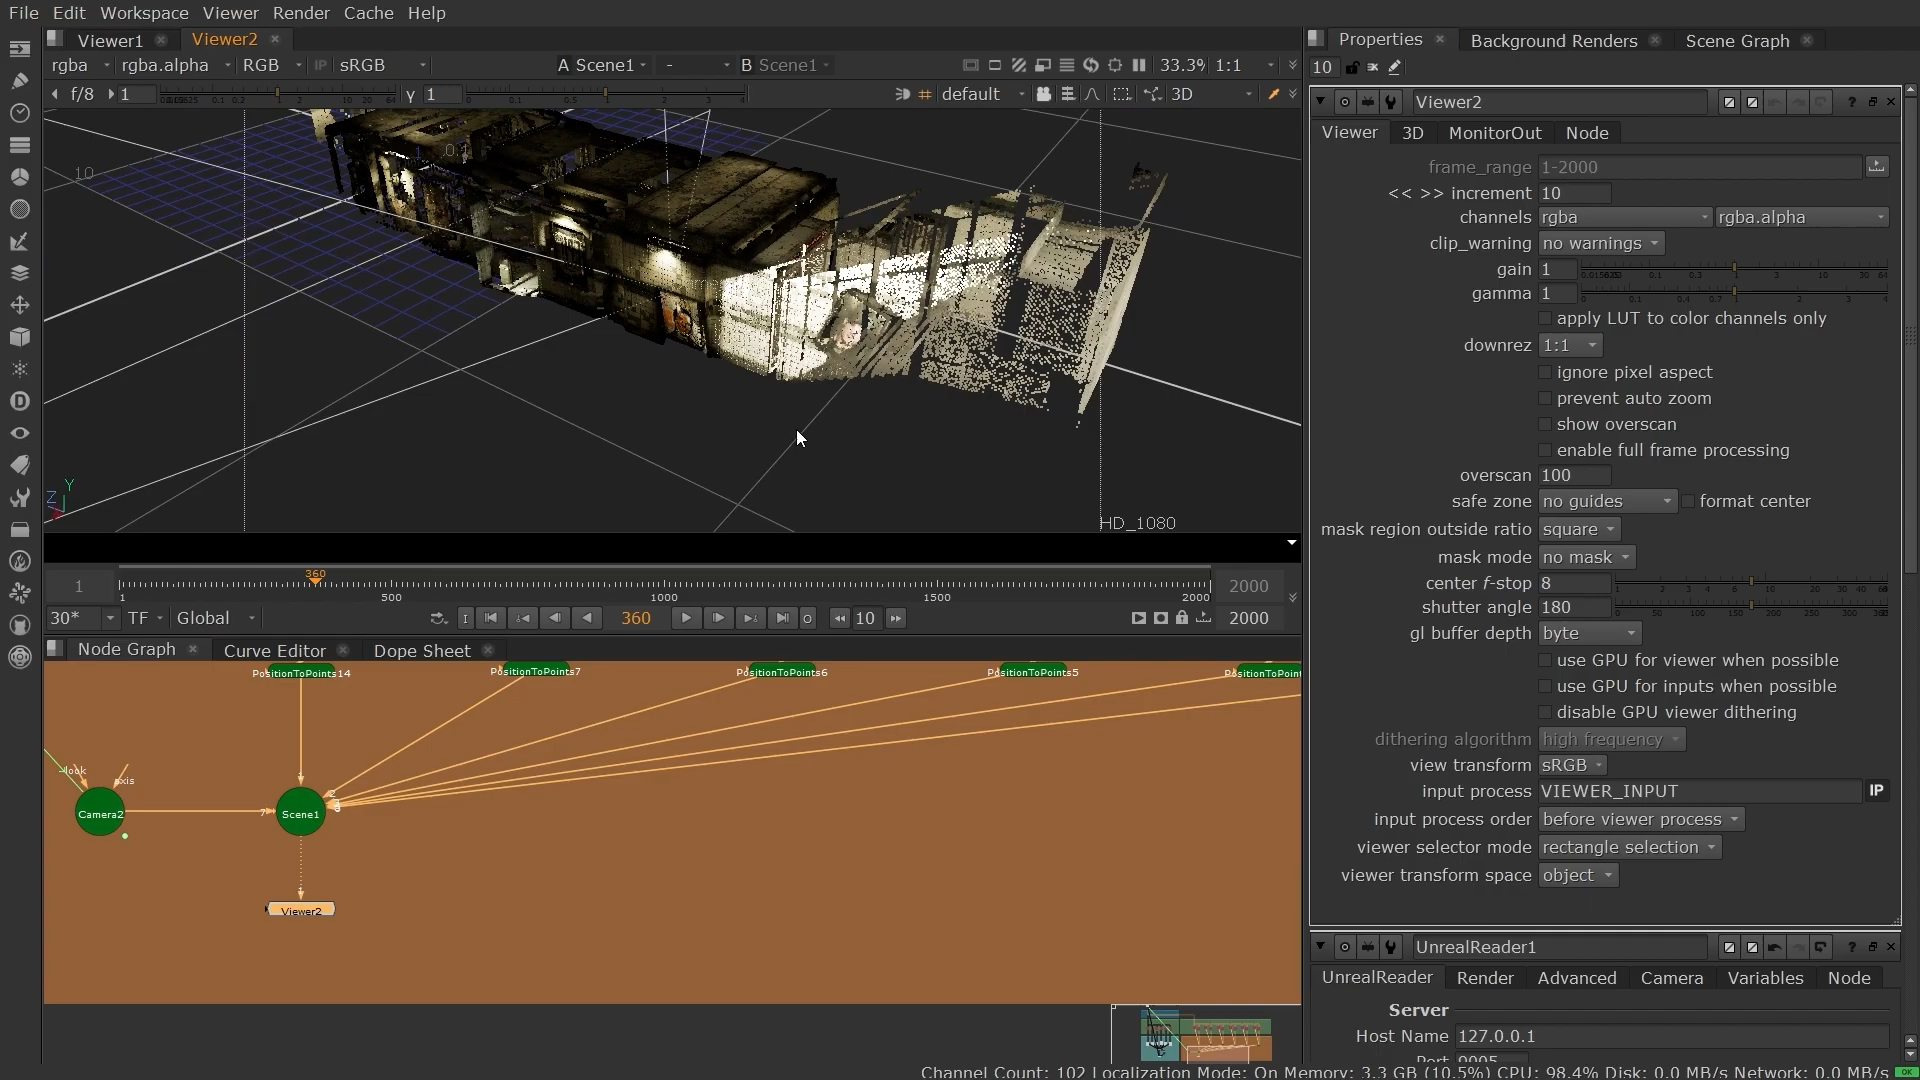 File Edit Workspace Viewer Render Cache Help
Viewer1 Viewer2
rgba rgba.alpha RGB IP sRGB A Scene1 - B Scene1 33.3% 1:1
f/8 1 γ 1 default 3D
10
HD_1080
Z Y
360
1 2000
1 500 1000 1500 2000
30* TF Global I 360 O 10 2000
Node Graph Curve Editor Dope Sheet
PositionToPoints14 PositionToPoints7 PositionToPoints6 PositionToPoints5 PositionToPoint
look axis
Camera2 7 Scene1
Viewer2
Properties Background Renders Scene Graph
10
Viewer2
Viewer 3D MonitorOut Node
frame_range 1-2000
<< >> increment 10
channels rgba rgba.alpha
clip_warning no warnings
gain 1
gamma 1
apply LUT to color channels only
downrez 1:1
ignore pixel aspect
prevent auto zoom
show overscan
enable full frame processing
overscan 100
safe zone no guides format center
mask region outside ratio square
mask mode no mask
center f-stop 8
shutter angle 180
gl buffer depth byte
use GPU for viewer when possible
use GPU for inputs when possible
disable GPU viewer dithering
dithering algorithm high frequency
view transform sRGB
input process VIEWER_INPUT IP
input process order before viewer process
viewer selector mode rectangle selection
viewer transform space object
UnrealReader1
UnrealReader Render Advanced Camera Variables Node
Server
Host Name 127.0.0.1
Port 9005
Channel Count: 102 Localization Mode: On Memory: 3.3 GB (10.5%) CPU: 98.4% Disk: 0.0 MB/s Network: 0.0 MB/s OK